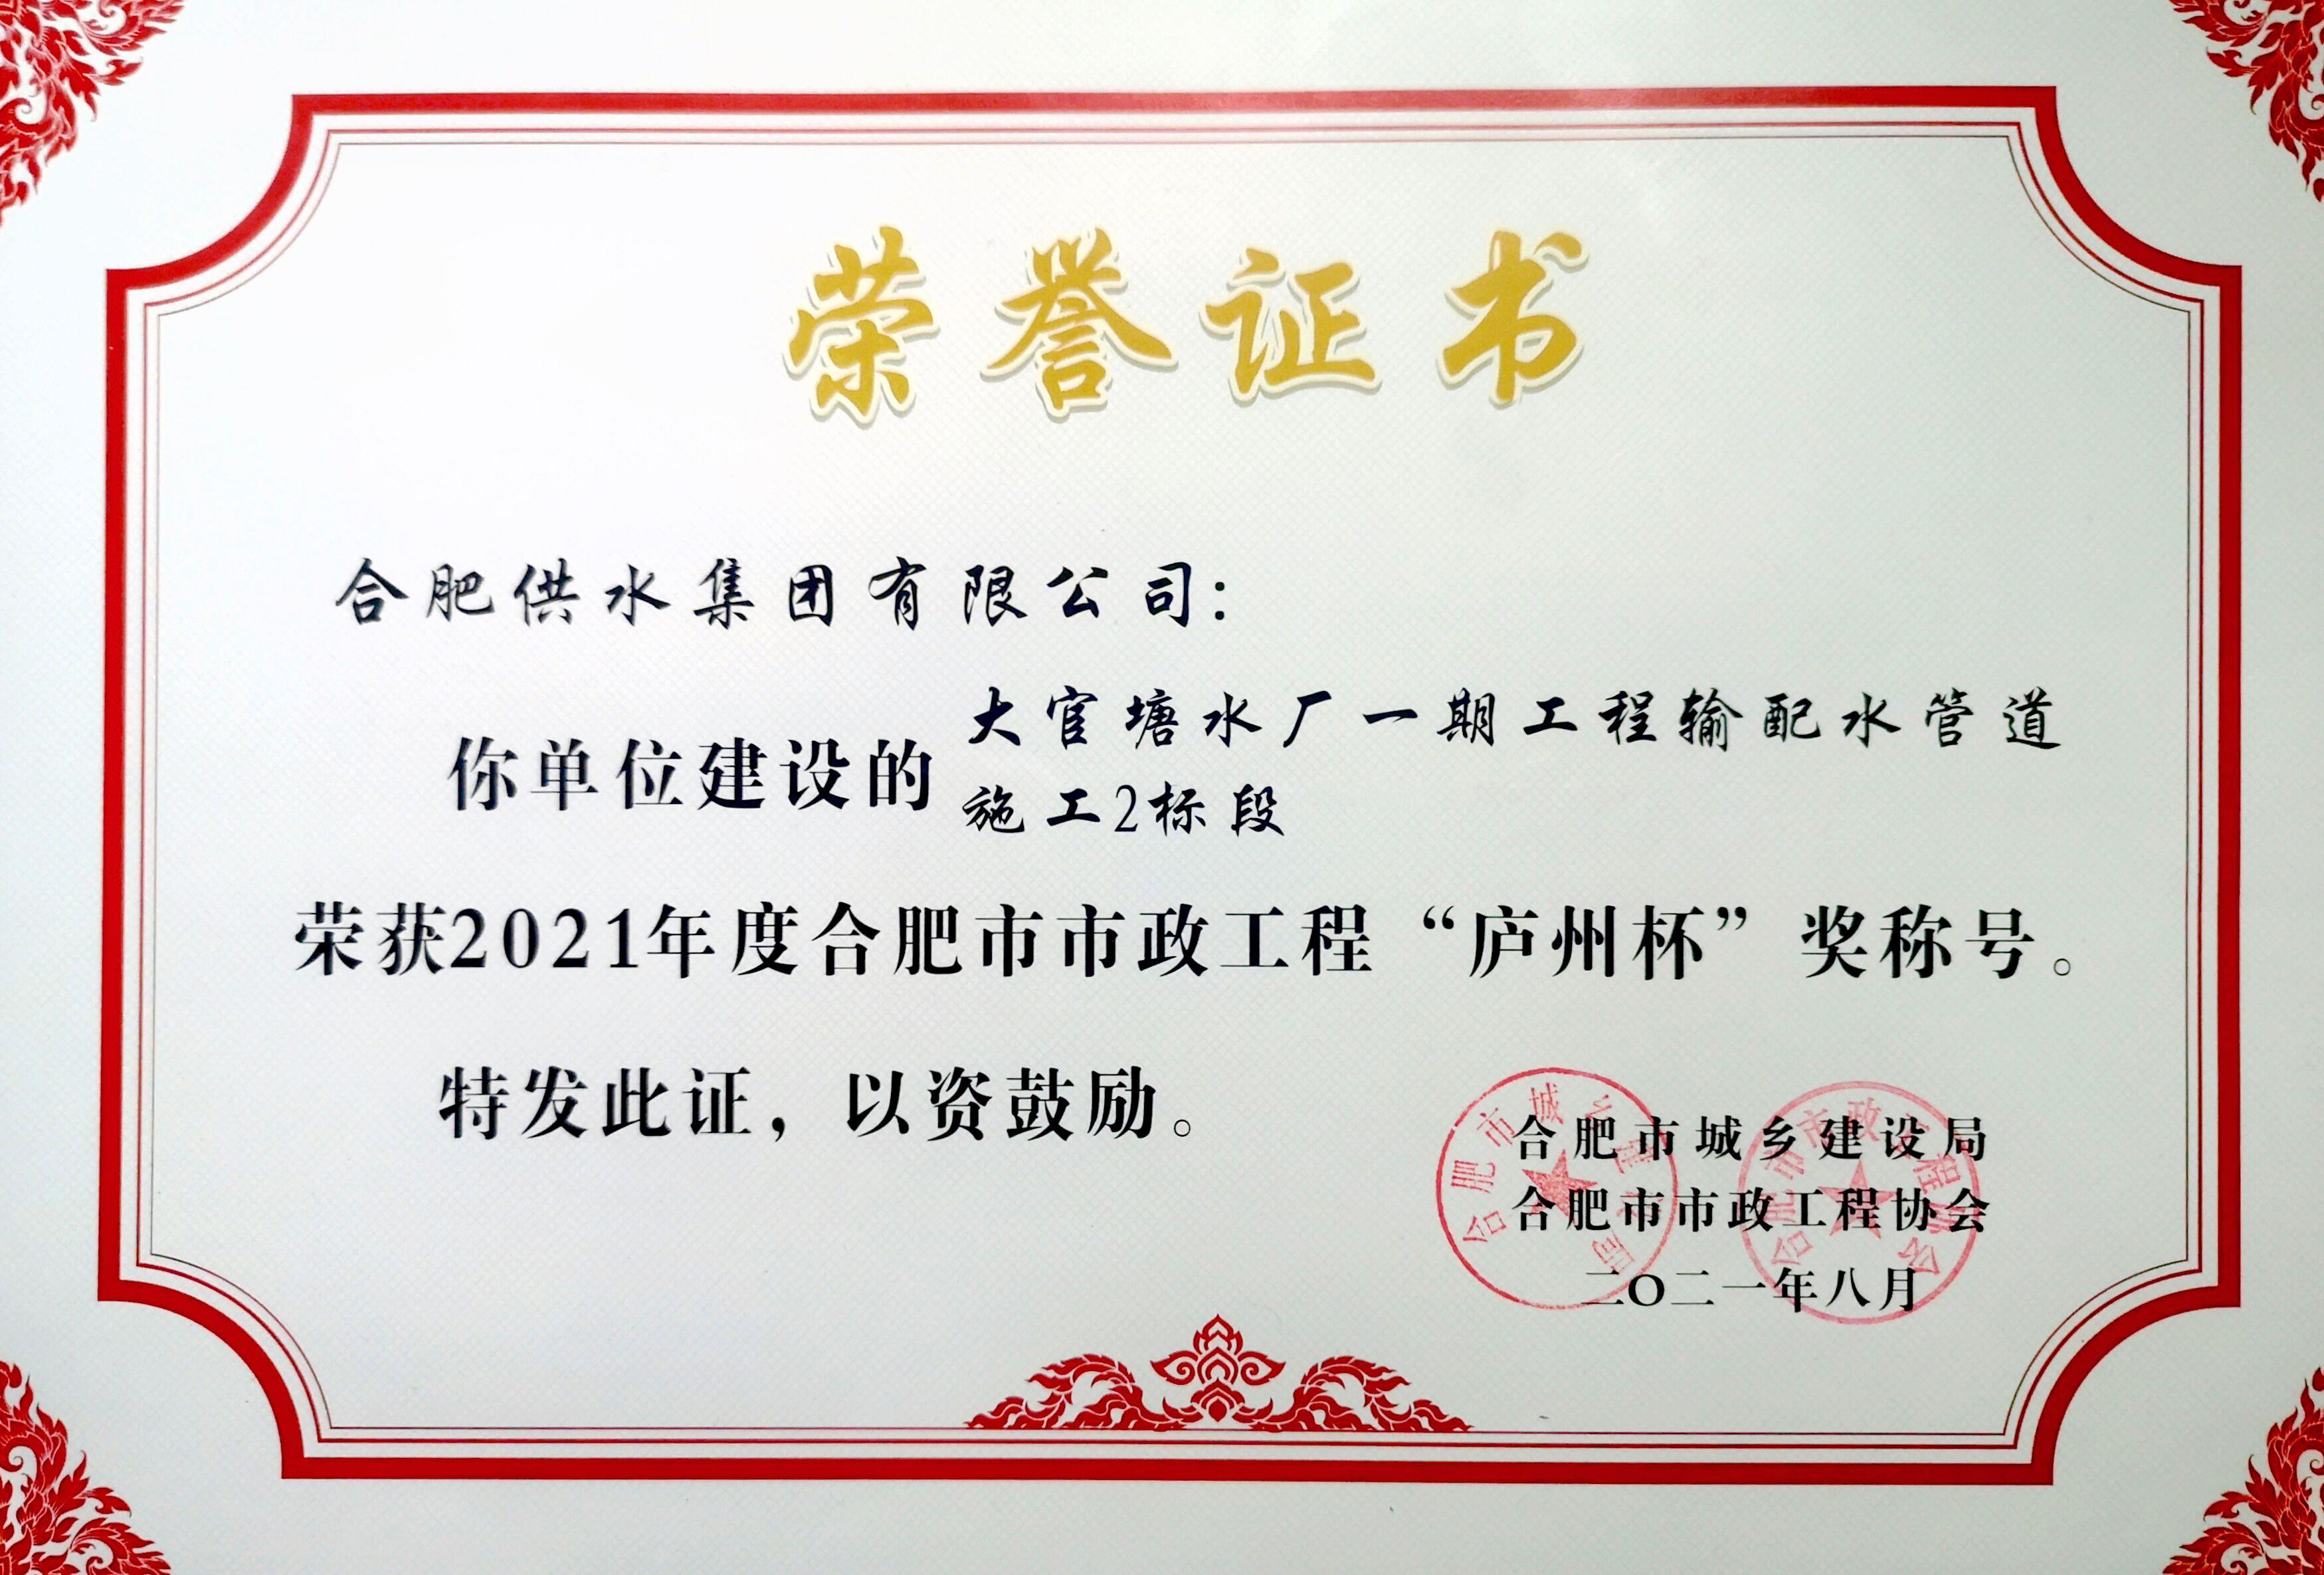 荣誉证书
合肥供水集团有限公司：
你单位建设的
大官塘水厂一期工程输配水管道
施工2标段
荣获2021年度合肥市市政工程“庐州杯”奖称号。
特发此证，以资鼓励。
合肥市城乡建设局
合肥市市政工程协会
二〇二一年八月